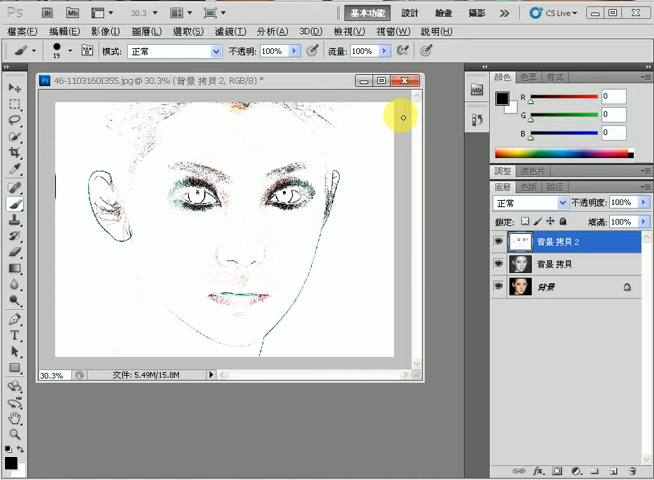 Ps Br Mb 30.3 基本功能 設計 繪畫 攝影 CS Live
檔案(F) 編輯(E) 影像(I) 圖層(L) 選取(S) 濾鏡(T) 分析(A) 3D(D) 檢視(V) 視窗(W) 說明(H)
19 模式: 正常 不透明: 100% 流量: 100%
46-1103160I355.jpg @ 30.3% (背景 拷貝 2, RGB/8) *
顏色 色票 樣式
R 0
G 0
B 0
調整 遮色片
圖層 色版 路徑
正常 不透明度: 100%
鎖定: 填滿: 100%
背景 拷貝 2
背景 拷貝
背景
30.3% 文件: 5.49M/15.8M